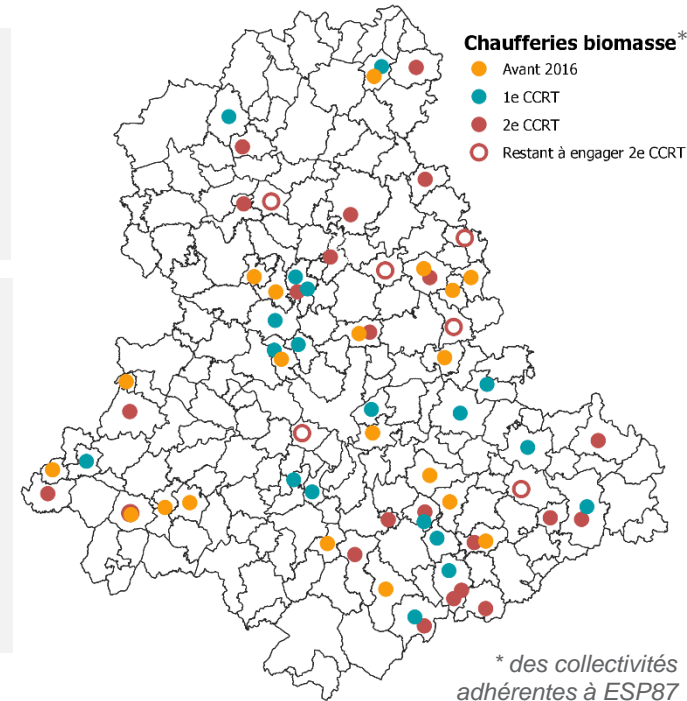 Chaufferies biomasse*
Avant 2016
1e CCRT
2e CCRT
Restant à engager 2e CCRT
* des collectivités
adhérentes à ESP87